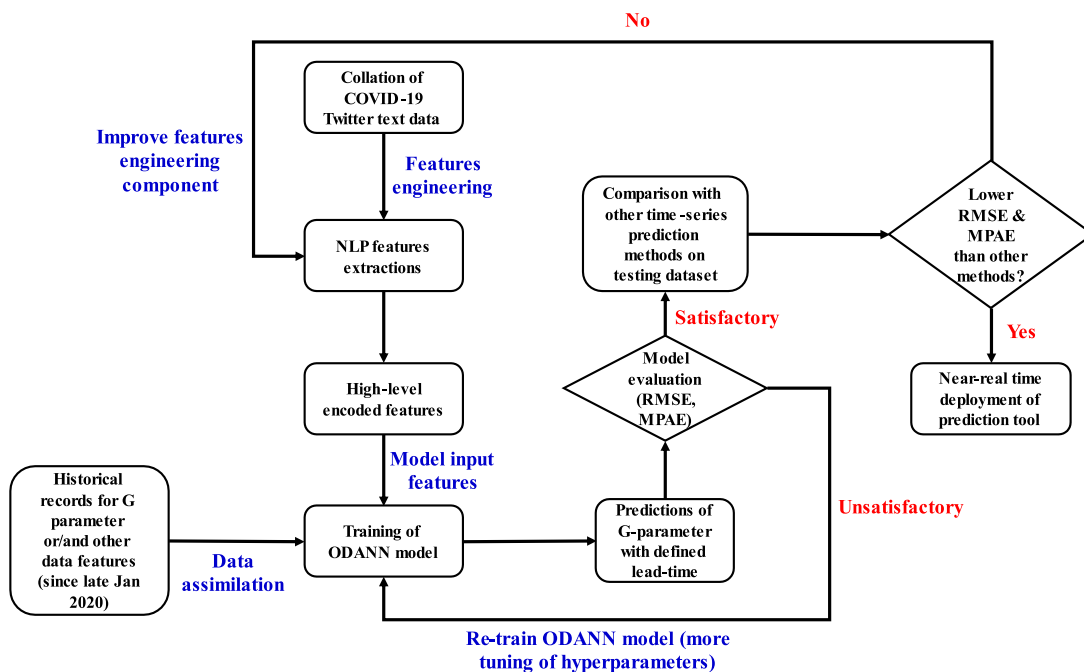 No
Collation of
COVID-19
Twitter text data
Improve features
engineering
component
Features
engineering
Comparison with
other time -series
prediction
methods on
testing dataset
Lower
RMSE &
MPAE
than other
methods?
NLP features
extractions
Satisfactory
Yes
Model
evaluation
(RMSE,
MPAE)
Near-real time
deployment of
prediction tool
High-level
encoded features
Model input
features
Historical
records for G
parameter
or/and other
data features
(since late Jan
2020)
Data
assimilation
Training of
ODANN model
Predictions of
G-parameter
with defined
lead-time
Unsatisfactory
Re-train ODANN model (more
tuning of hyperparameters)